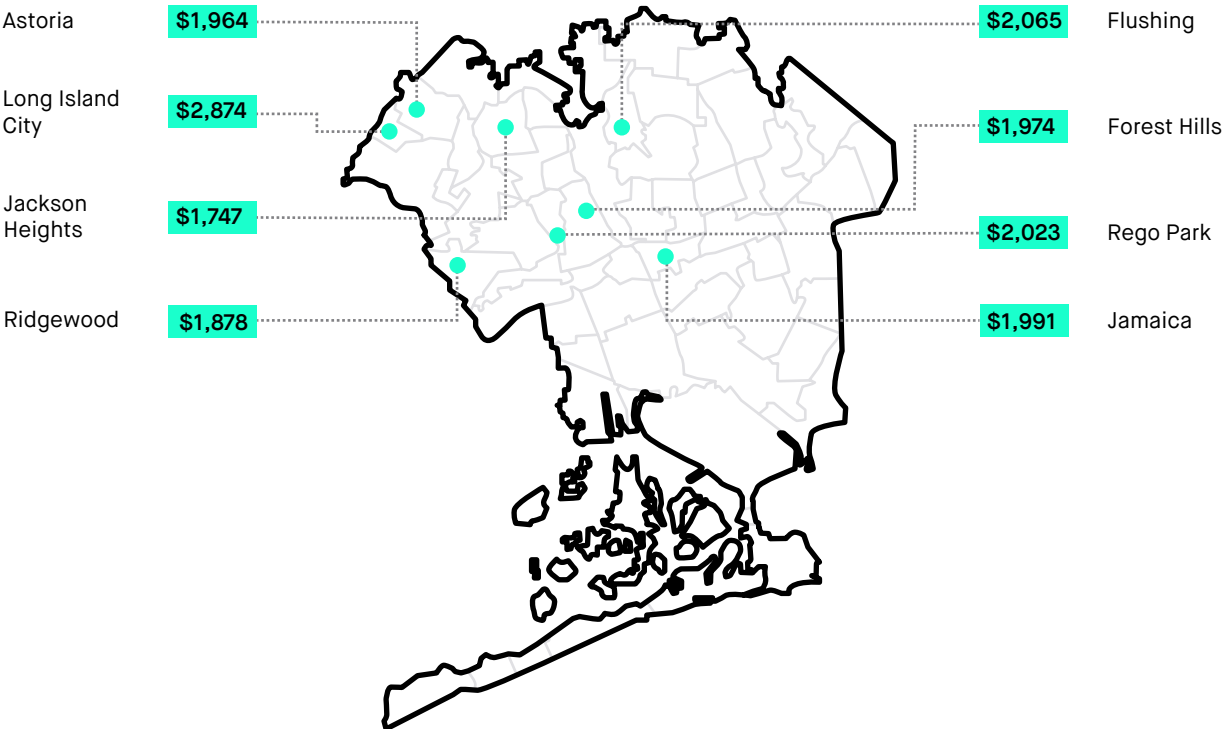 Astoria
$1,964
Long Island
City
$2,874
Jackson
Heights
$1,747
Ridgewood
$1,878
$2,065
Flushing
$1,974
Forest Hills
$2,023
Rego Park
$1,991
Jamaica